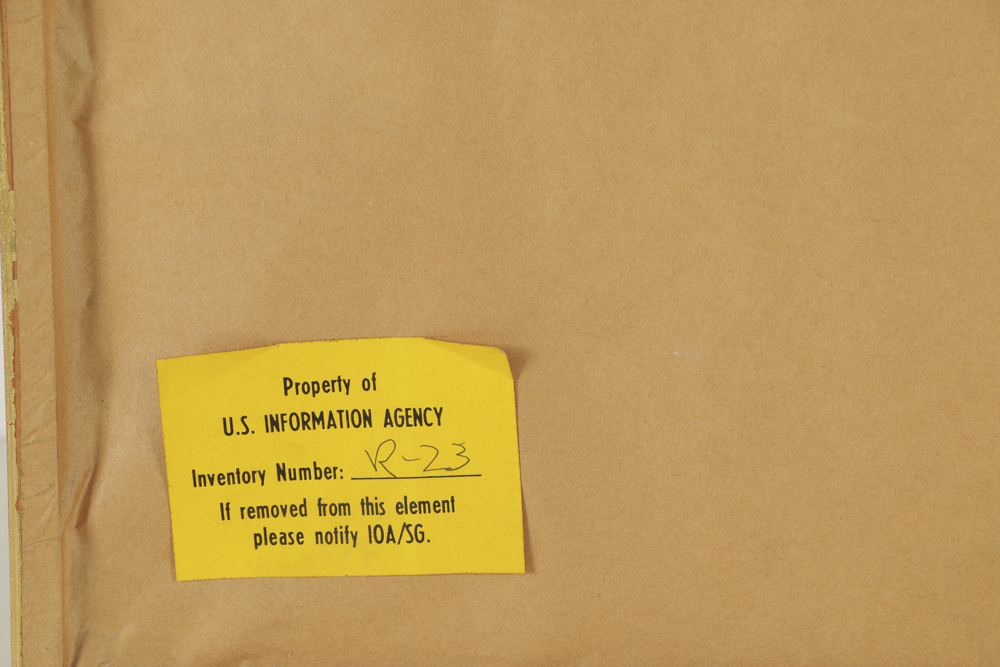 Property of
U.S. INFORMATION AGENCY
Inventory Number: R-23
If removed from this element
please notify IOA/SG.